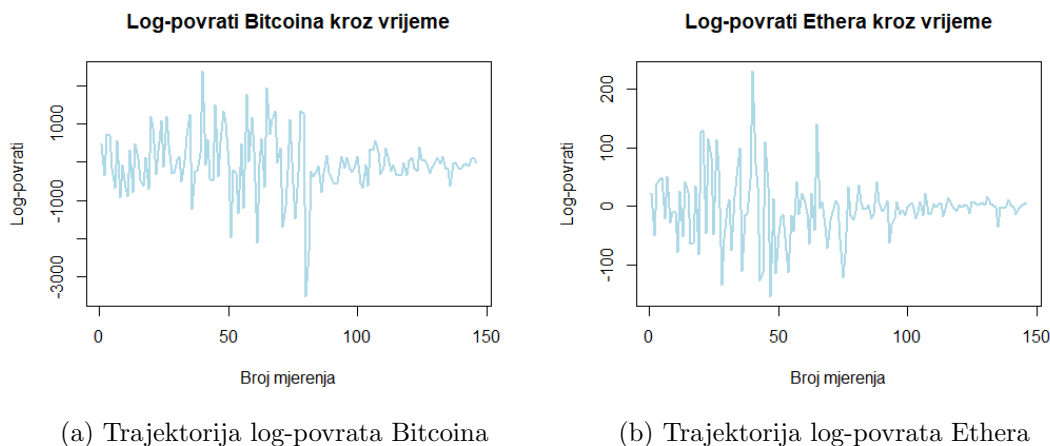 Log-povrati Bitcoina kroz vrijeme
Log-povrati
1000
-1000
-3000
0
50
100
150
Broj mjerenja
(a) Trajektorija log-povrata Bitcoina
Log-povrati Ethera kroz vrijeme
Log-povrati
200
100
0
-100
0
50
100
150
Broj mjerenja
(b) Trajektorija log-povrata Ethera